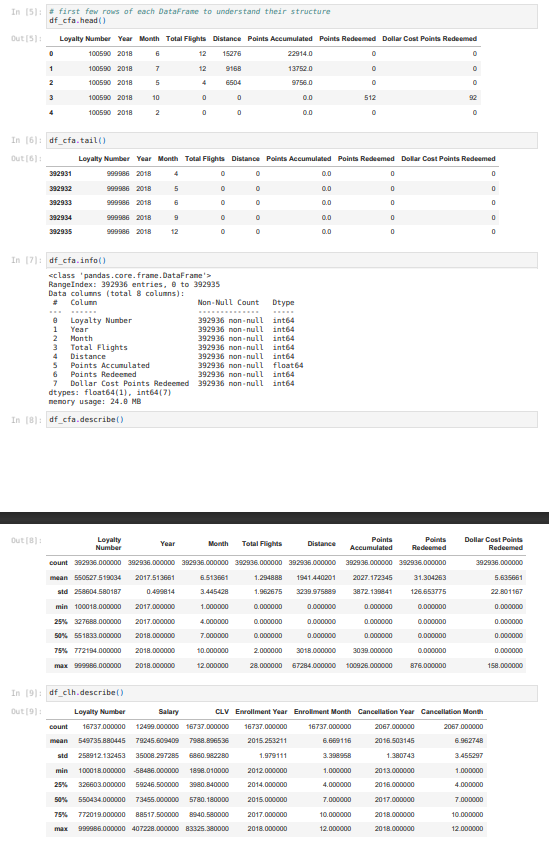 In [5]: # first few rows of each DataFrame to understand their structure
df_cfa.head()
Out[5]: Loyalty Number Year Month Total Flights Distance Points Accumulated Points Redeemed Dollar Cost Points Redeemed
0 100590 2018 6 12 15276 22914.0 0 0
1 100590 2018 7 12 9168 13752.0 0 0
2 100590 2018 5 4 6504 9756.0 0 0
3 100590 2018 10 0 0 0.0 512 92
4 100590 2018 2 0 0 0.0 0 0
In [6]: df_cfa.tail()
Out[6]: Loyalty Number Year Month Total Flights Distance Points Accumulated Points Redeemed Dollar Cost Points Redeemed
392931 999986 2018 4 0 0 0.0 0 0
392932 999986 2018 5 0 0 0.0 0 0
392933 999986 2018 6 0 0 0.0 0 0
392934 999986 2018 9 0 0 0.0 0 0
392935 999986 2018 12 0 0 0.0 0 0
In [7]: df_cfa.info()
<class 'pandas.core.frame.DataFrame'>
RangeIndex: 392936 entries, 0 to 392935
Data columns (total 8 columns):
# Column Non-Null Count Dtype
--- ------ -------------- -----
0 Loyalty Number 392936 non-null int64
1 Year 392936 non-null int64
2 Month 392936 non-null int64
3 Total Flights 392936 non-null int64
4 Distance 392936 non-null int64
5 Points Accumulated 392936 non-null float64
6 Points Redeemed 392936 non-null int64
7 Dollar Cost Points Redeemed 392936 non-null int64
dtypes: float64(1), int64(7)
memory usage: 24.0 MB
In [8]: df_cfa.describe()
Out[8]: Loyalty Number Year Month Total Flights Distance Points Accumulated Points Redeemed Dollar Cost Points Redeemed
count 392936.000000 392936.000000 392936.000000 392936.000000 392936.000000 392936.000000 392936.000000 392936.000000
mean 550527.519034 2017.513661 6.513661 1.294888 1941.440201 2027.172345 31.304263 5.635661
std 258604.580187 0.499814 3.445428 1.962675 3239.975889 3872.139841 126.653775 22.801167
min 100018.000000 2017.000000 1.000000 0.000000 0.000000 0.000000 0.000000 0.000000
25% 327688.000000 2017.000000 4.000000 0.000000 0.000000 0.000000 0.000000 0.000000
50% 551833.000000 2018.000000 7.000000 0.000000 0.000000 0.000000 0.000000 0.000000
75% 772194.000000 2018.000000 10.000000 2.000000 3018.000000 3039.000000 0.000000 0.000000
max 999986.000000 2018.000000 12.000000 28.000000 67284.000000 100926.000000 876.000000 158.000000
In [9]: df_clh.describe()
Out[9]: Loyalty Number Salary CLV Enrollment Year Enrollment Month Cancellation Year Cancellation Month
count 16737.000000 12499.000000 16737.000000 16737.000000 16737.000000 2067.000000 2067.000000
mean 549735.880445 79245.609409 7988.896536 2015.253211 6.669116 2016.503145 6.962748
std 258912.132453 35008.297285 6860.982280 1.979111 3.398958 1.380743 3.455297
min 100018.000000 -58486.000000 1898.010000 2012.000000 1.000000 2013.000000 1.000000
25% 326603.000000 59246.500000 3980.840000 2014.000000 4.000000 2016.000000 4.000000
50% 550434.000000 73455.000000 5780.180000 2015.000000 7.000000 2017.000000 7.000000
75% 772019.000000 88517.500000 8940.580000 2017.000000 10.000000 2018.000000 10.000000
max 999986.000000 407228.000000 83325.380000 2018.000000 12.000000 2018.000000 12.000000